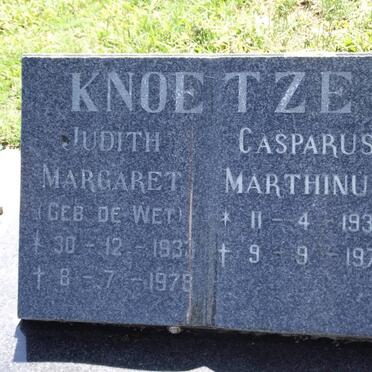 KNOETZE
JUDITH
MARGARET
(GEB DE WET)
* 30 - 12 - 193
† 8 - 7 - 1978
CASPARUS
MARTHINU
* 11 - 4 - 193
† 9 - 9 - 197